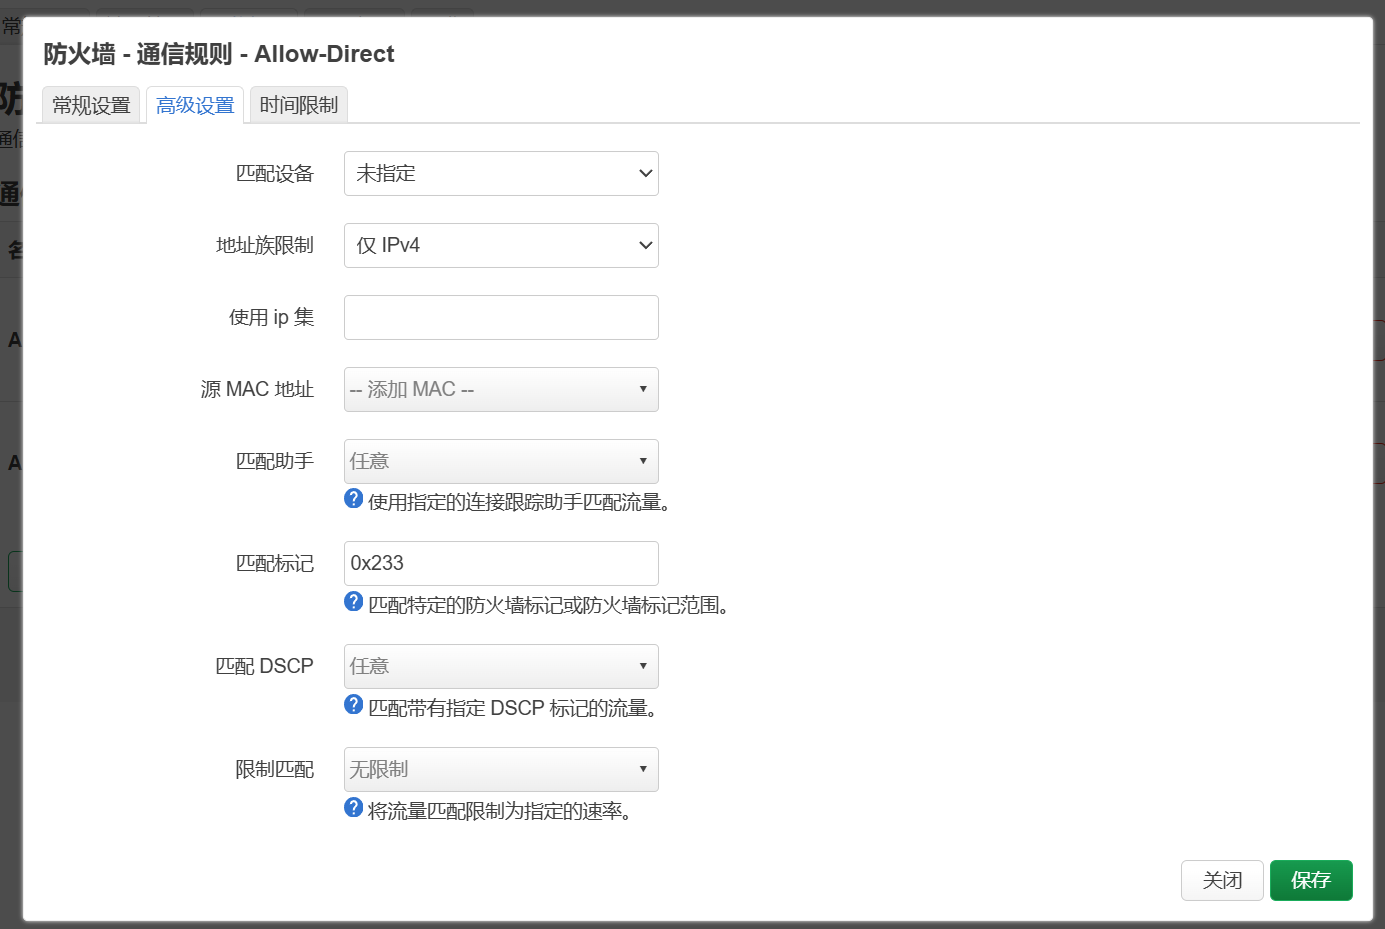 防火墙 - 通信规则 - Allow-Direct
常规设置 高级设置 时间限制
匹配设备 未指定
地址族限制 仅 IPv4
使用 ip 集
源 MAC 地址 -- 添加 MAC --
匹配助手 任意
使用指定的连接跟踪助手匹配流量。
匹配标记 0x233
匹配特定的防火墙标记或防火墙标记范围。
匹配 DSCP 任意
匹配带有指定 DSCP 标记的流量。
限制匹配 无限制
将流量匹配限制为指定的速率。
关闭 保存